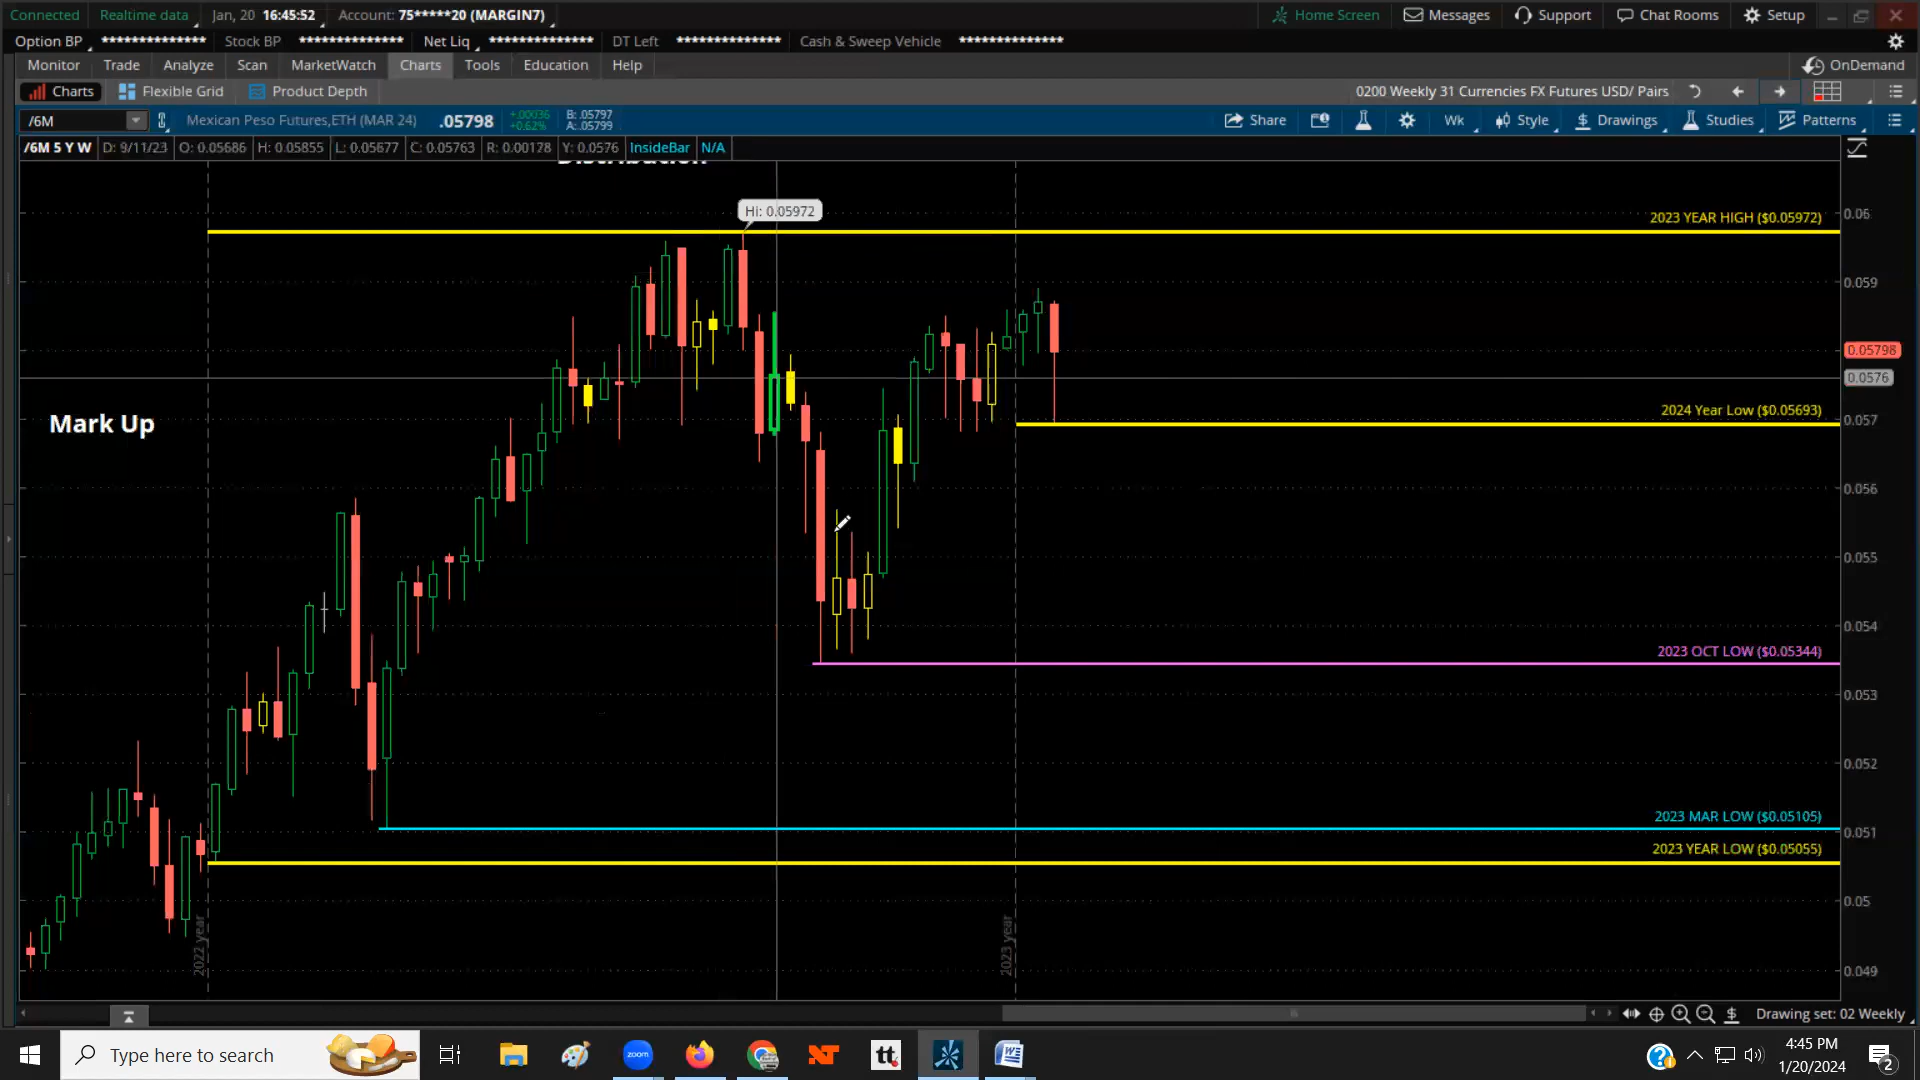 Connected Realtime data Jan, 20 16:45:52 Account: 75*****20 (MARGIN7) Home Screen Messages Support Chat Rooms Setup
Option BP ************** Stock BP ************** Net Liq ************** DT Left ************** Cash & Sweep Vehicle **************
Monitor Trade Analyze Scan MarketWatch Charts Tools Education Help OnDemand
Charts Flexible Grid Product Depth 0200 Weekly 31 Currencies FX Futures USD/ Pairs
/6M Mexican Peso Futures,ETH (MAR 24) .05798 +.00036 +0.62% B: .05797 A: .05799 Share Wk Style Drawings Studies Patterns
/6M 5 Y W D: 9/11/23 O: 0.05686 H: 0.05855 L: 0.05677 C: 0.05763 R: 0.00178 Y: 0.0576 InsideBar N/A
Distribution
Hi: 0.05972
2023 YEAR HIGH ($0.05972)
0.06
0.059
0.05798
0.0576
2024 Year Low ($0.05693)
0.057
Mark Up
0.056
0.055
0.054
2023 OCT LOW ($0.05344)
0.053
0.052
2023 MAR LOW ($0.05105)
0.051
2023 YEAR LOW ($0.05055)
0.05
2022 year
2023 year
0.049
Drawing set: 02 Weekly
Type here to search
zoom
tt
4:45 PM
1/20/2024
2